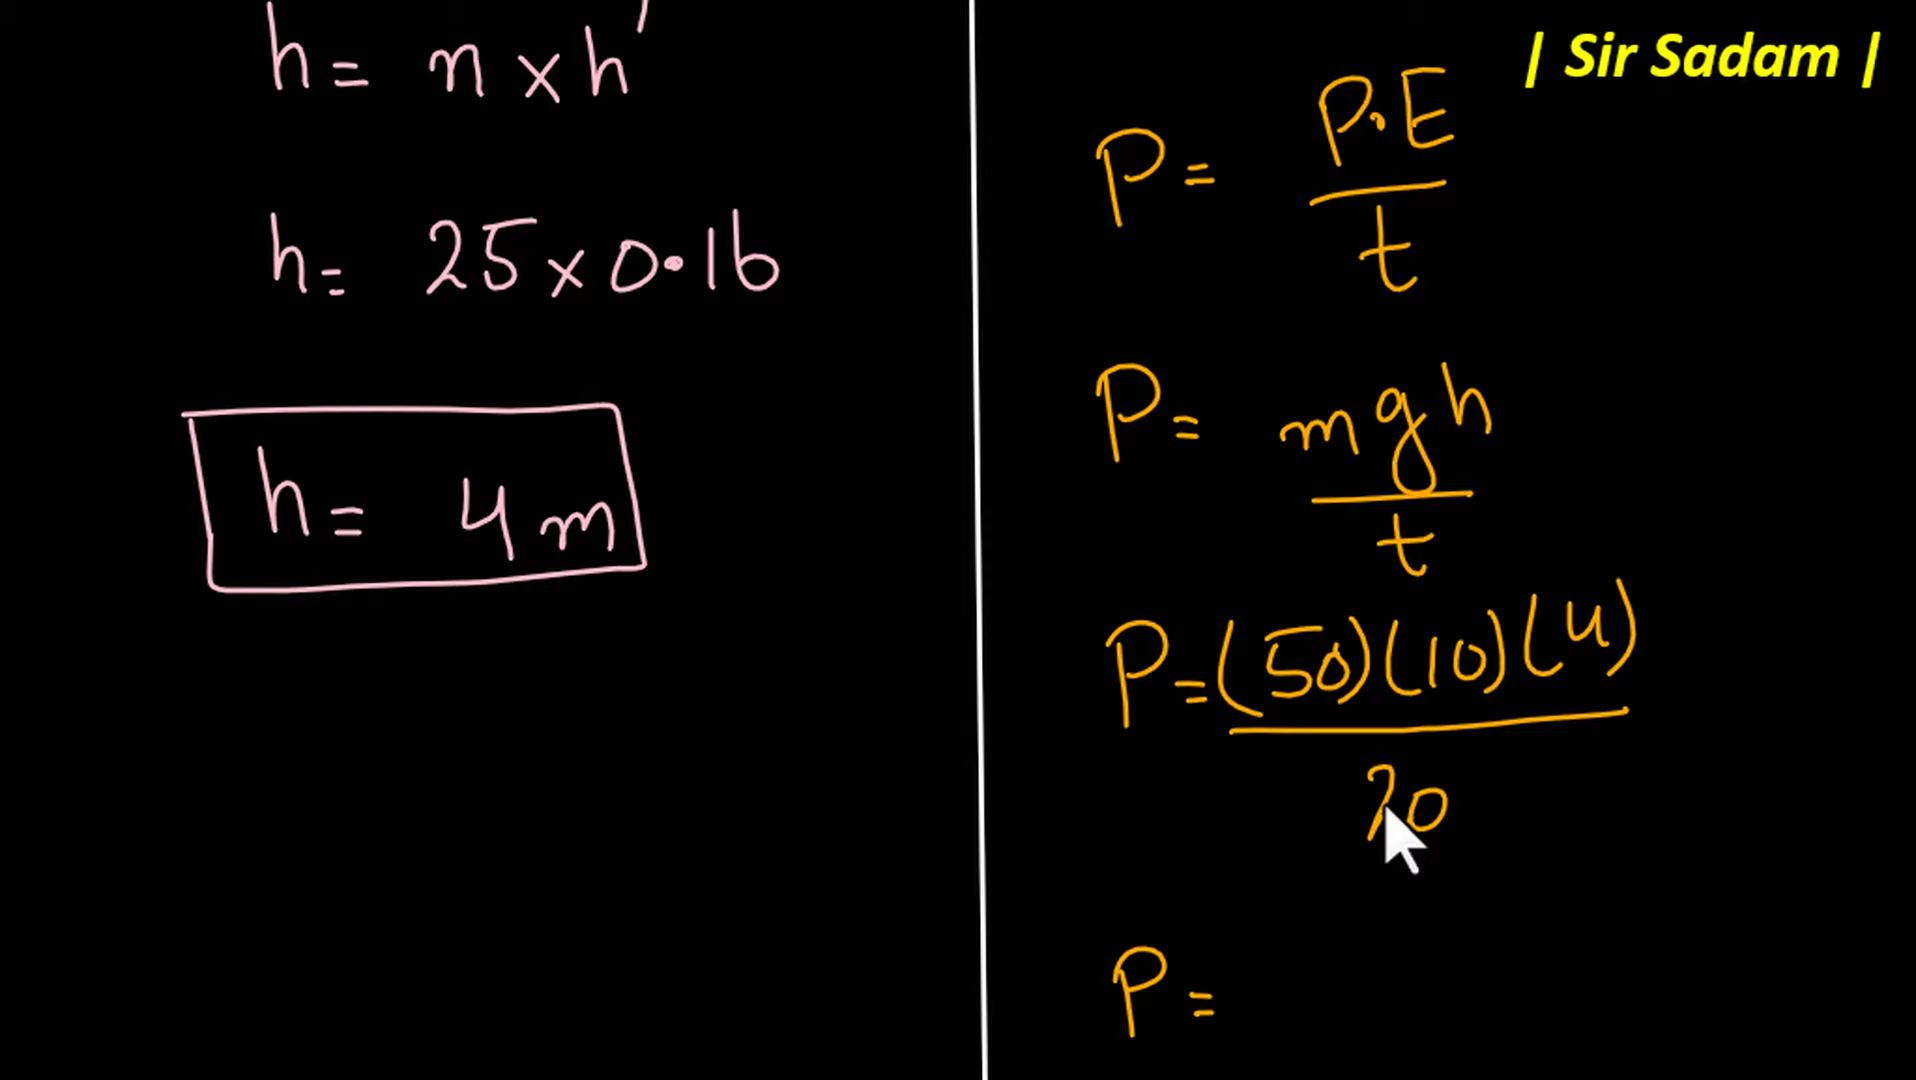 h = n × h'
h = 25 × 0.16
h = 4 m
| Sir Sadam |
P = P.E
t
P = mgh
t
P = (50)(10)(4)
20
P =